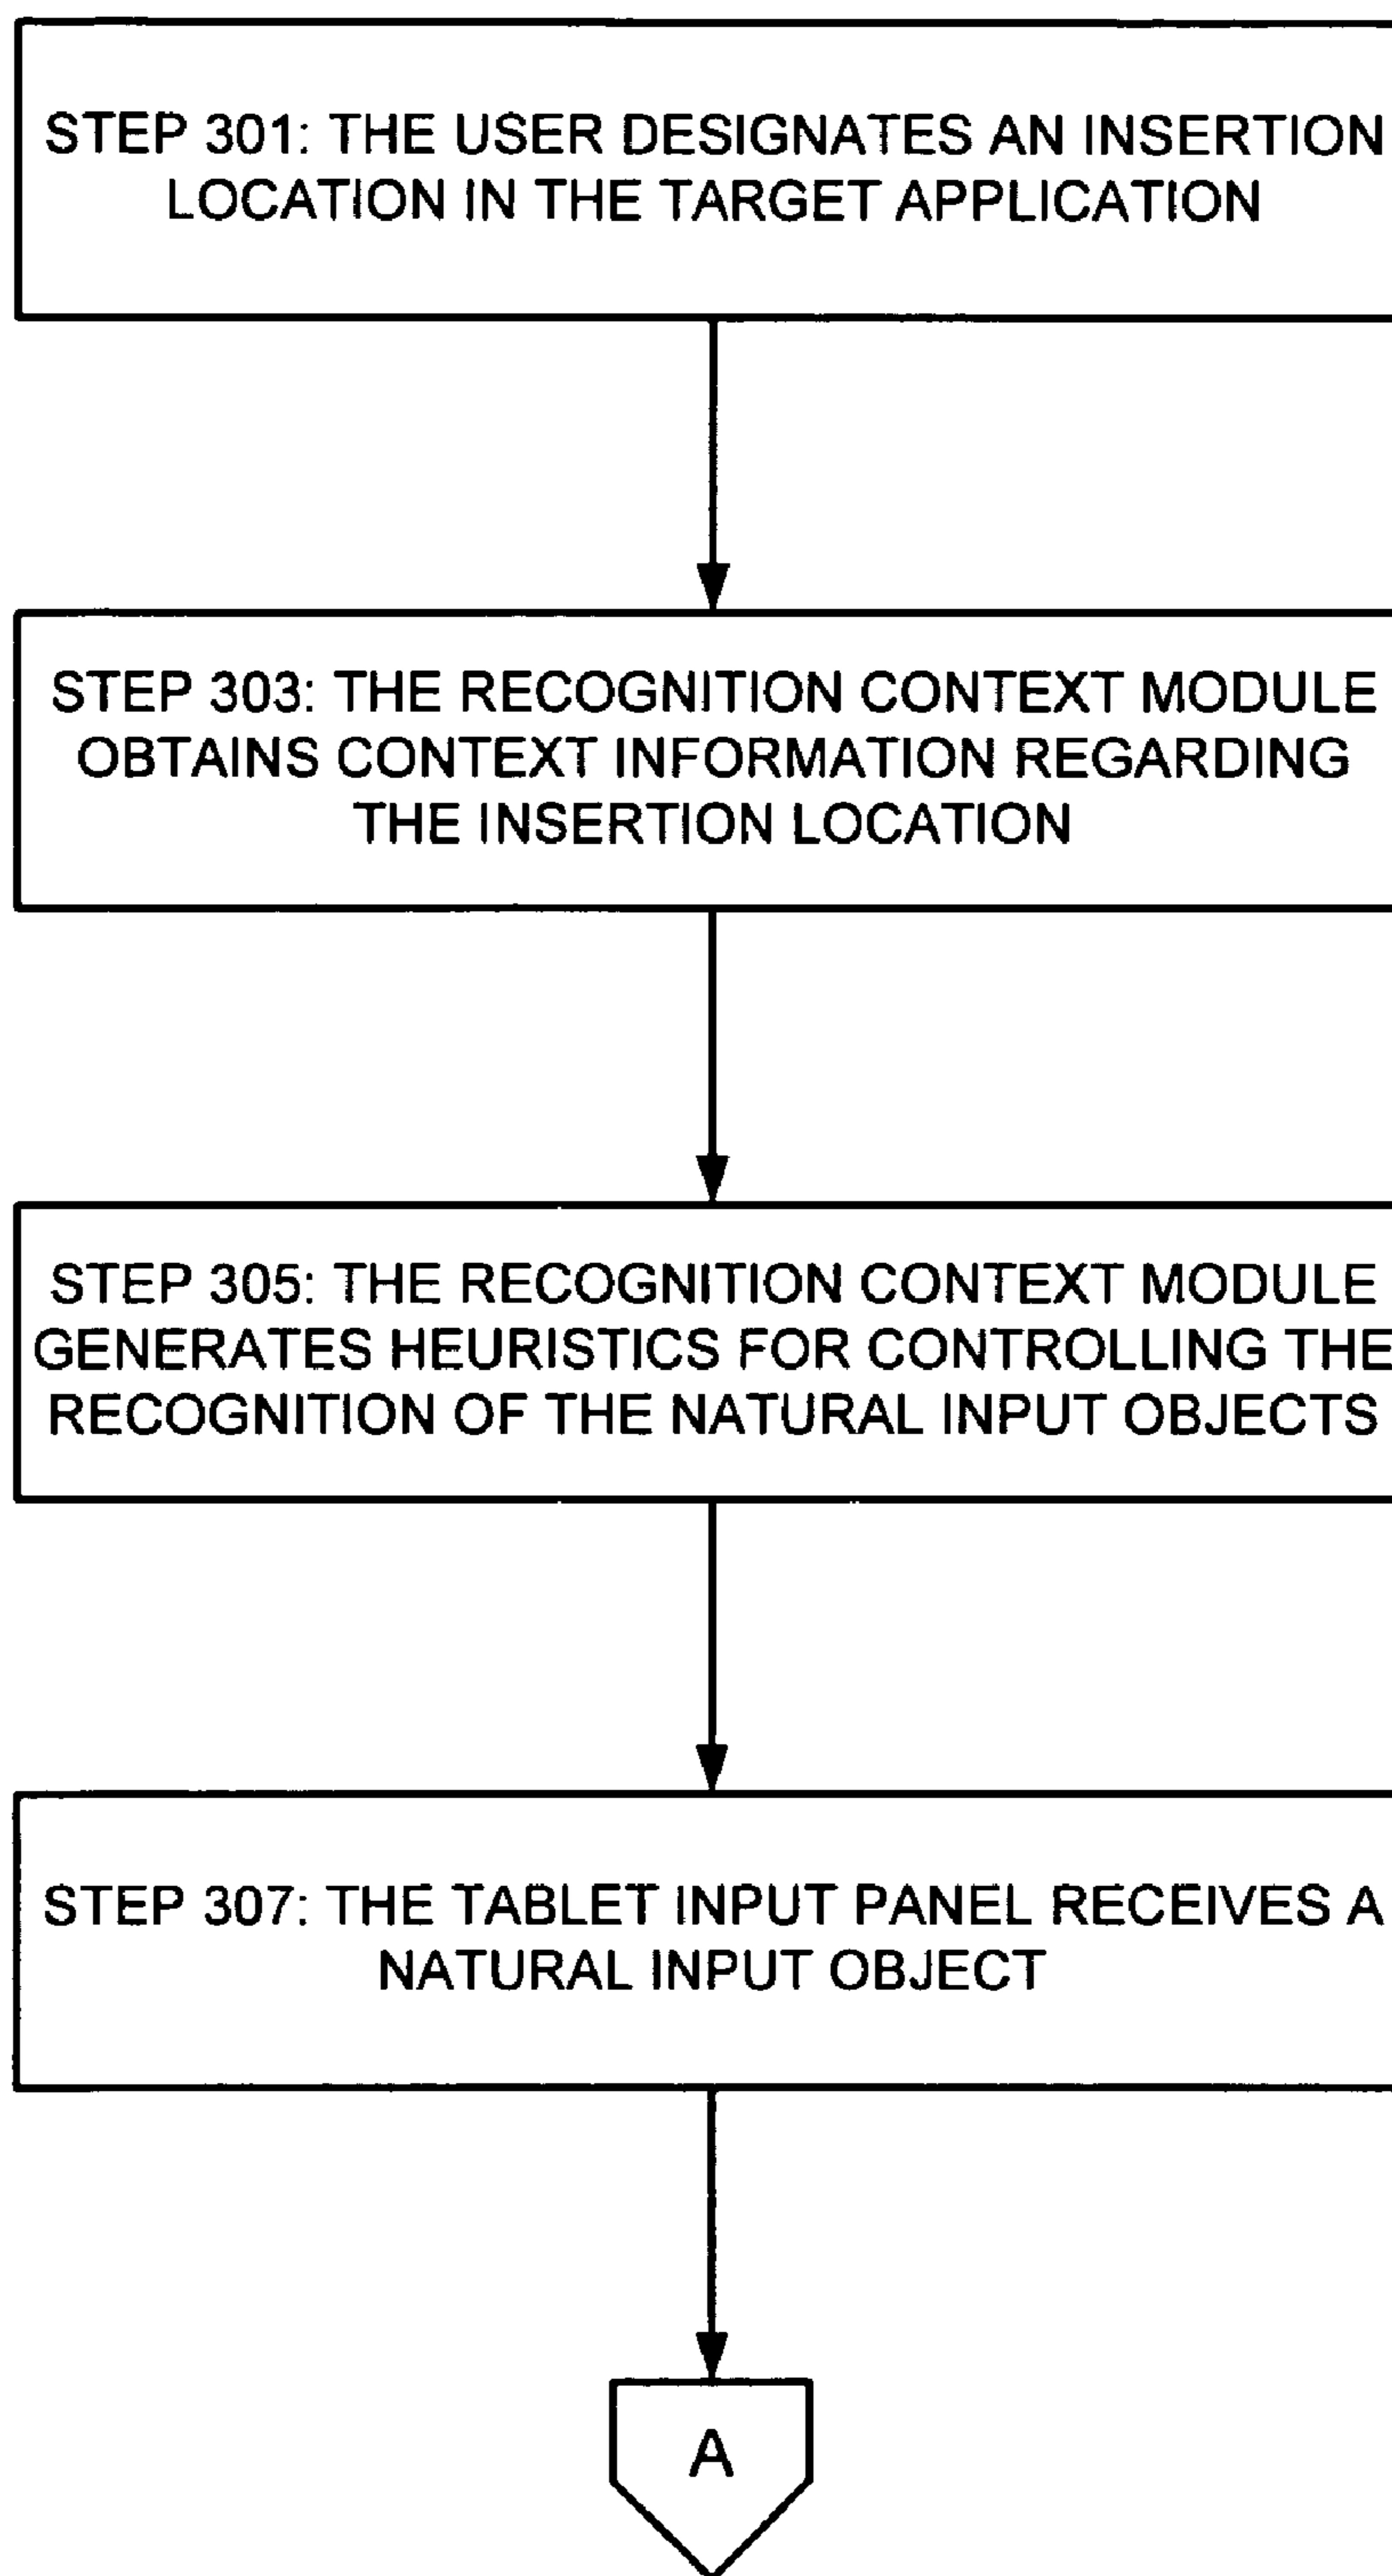 STEP 301: THE USER DESIGNATES AN INSERTION
LOCATION IN THE TARGET APPLICATION
STEP 303: THE RECOGNITION CONTEXT MODULE
OBTAINS CONTEXT INFORMATION REGARDING
THE INSERTION LOCATION
STEP 305: THE RECOGNITION CONTEXT MODULE
GENERATES HEURISTICS FOR CONTROLLING THE
RECOGNITION OF THE NATURAL INPUT OBJECTS
STEP 307: THE TABLET INPUT PANEL RECEIVES A
NATURAL INPUT OBJECT
A